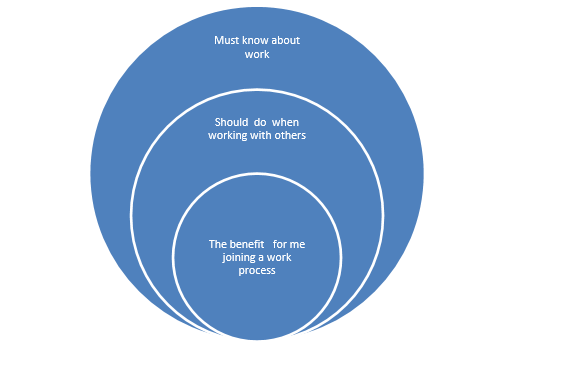 Must know about
work
Should do when
working with others
The benefit for me
joining a work
process